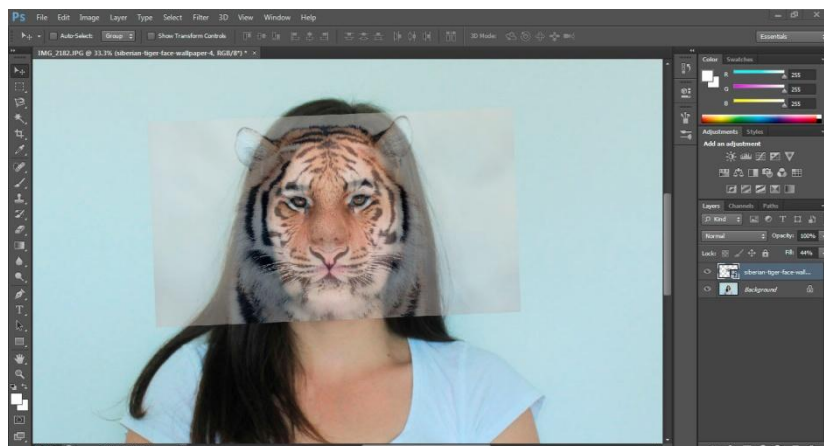 Ps File Edit Image Layer Type Select Filter 3D View Window Help
Auto-Select: Group Show Transform Controls 3D Mode: Essentials
IMG_2182.JPG @ 33.3% (siberian-tiger-face-wallpaper-4, RGB/8*) * ×
Color Swatches
R 255
G 255
B 255
Adjustments Styles
Add an adjustment
Layers Channels Paths
Kind
Normal Opacity: 100%
Lock: Fill: 44%
siberian-tiger-face-wall...
Background